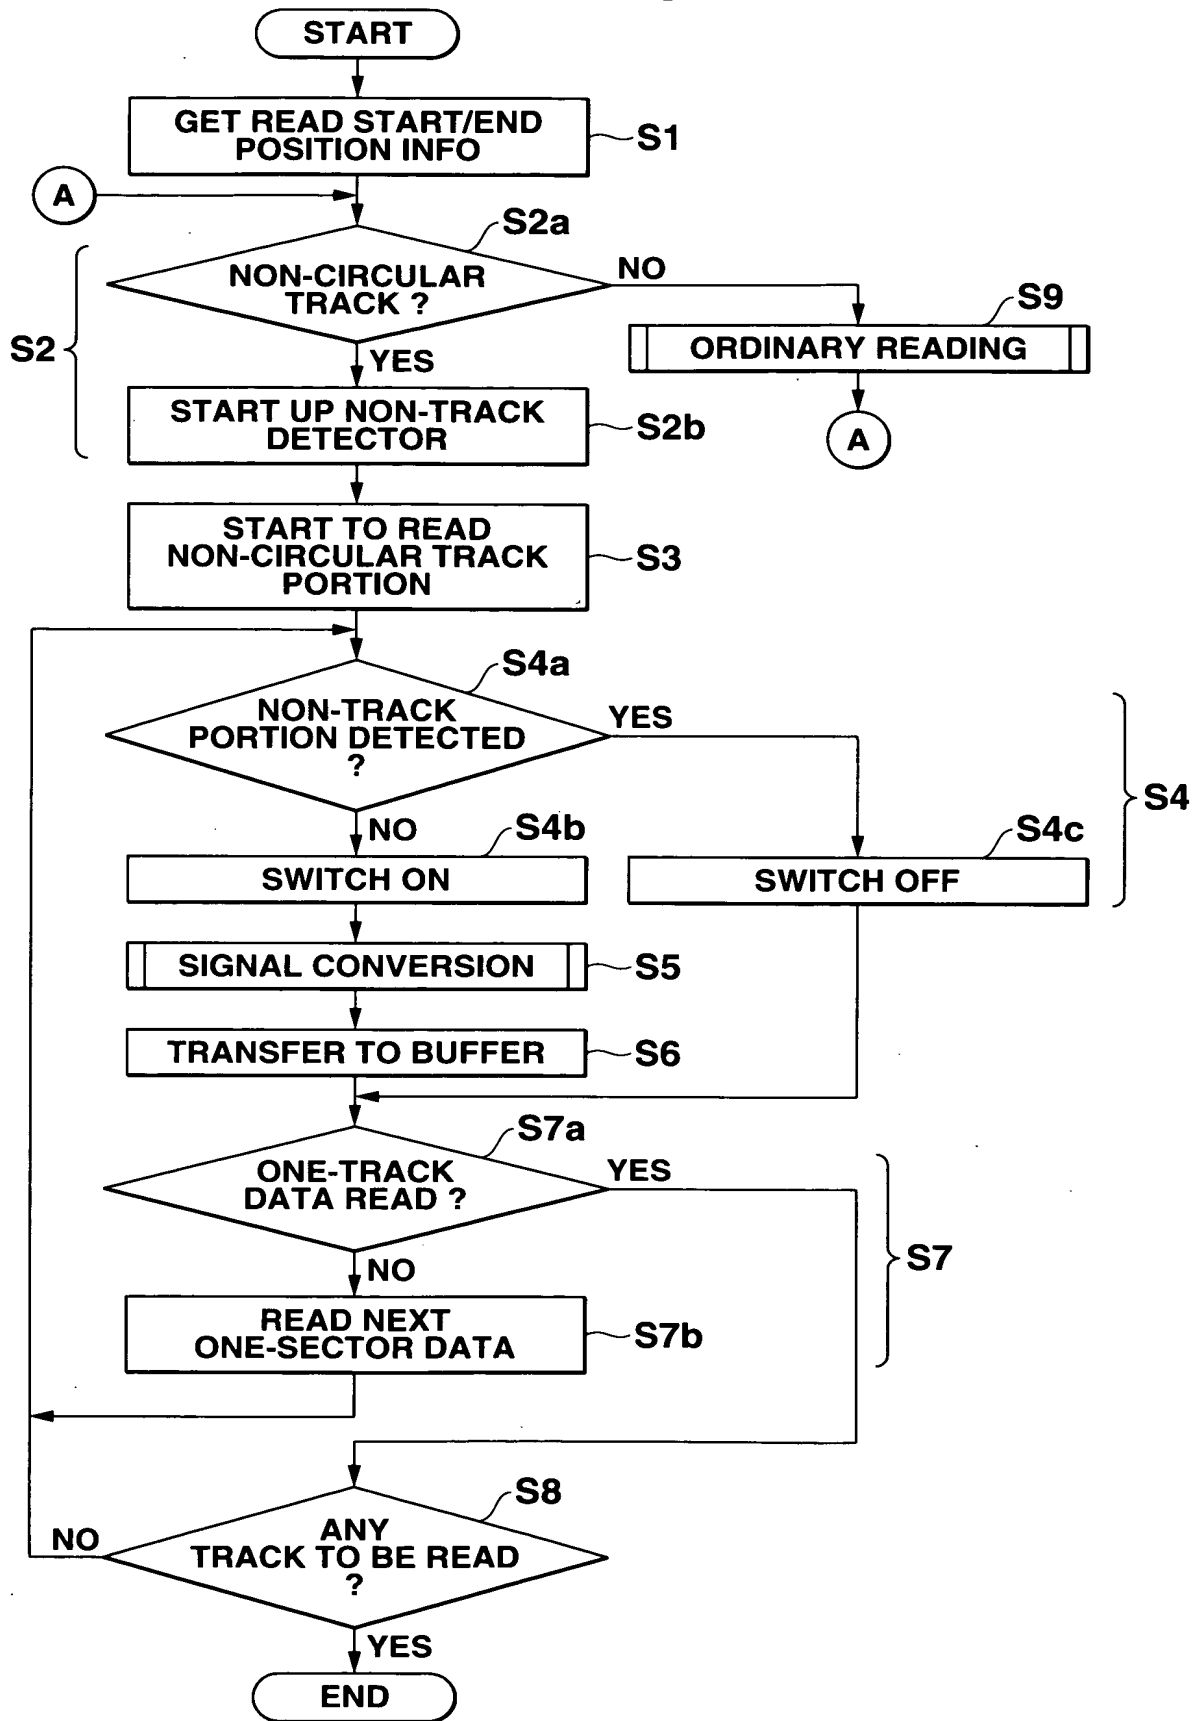 START
GET READ START/END
POSITION INFO
S1
A
S2a
NON-CIRCULAR
TRACK ?
NO
S9
ORDINARY READING
A
S2
YES
START UP NON-TRACK
DETECTOR
S2b
START TO READ
NON-CIRCULAR TRACK
PORTION
S3
S4a
NON-TRACK
PORTION DETECTED
?
YES
S4
NO
S4b
SWITCH ON
S4c
SWITCH OFF
SIGNAL CONVERSION
S5
TRANSFER TO BUFFER
S6
S7a
ONE-TRACK
DATA READ ?
YES
S7
NO
READ NEXT
ONE-SECTOR DATA
S7b
S8
ANY
TRACK TO BE READ
?
NO
YES
END